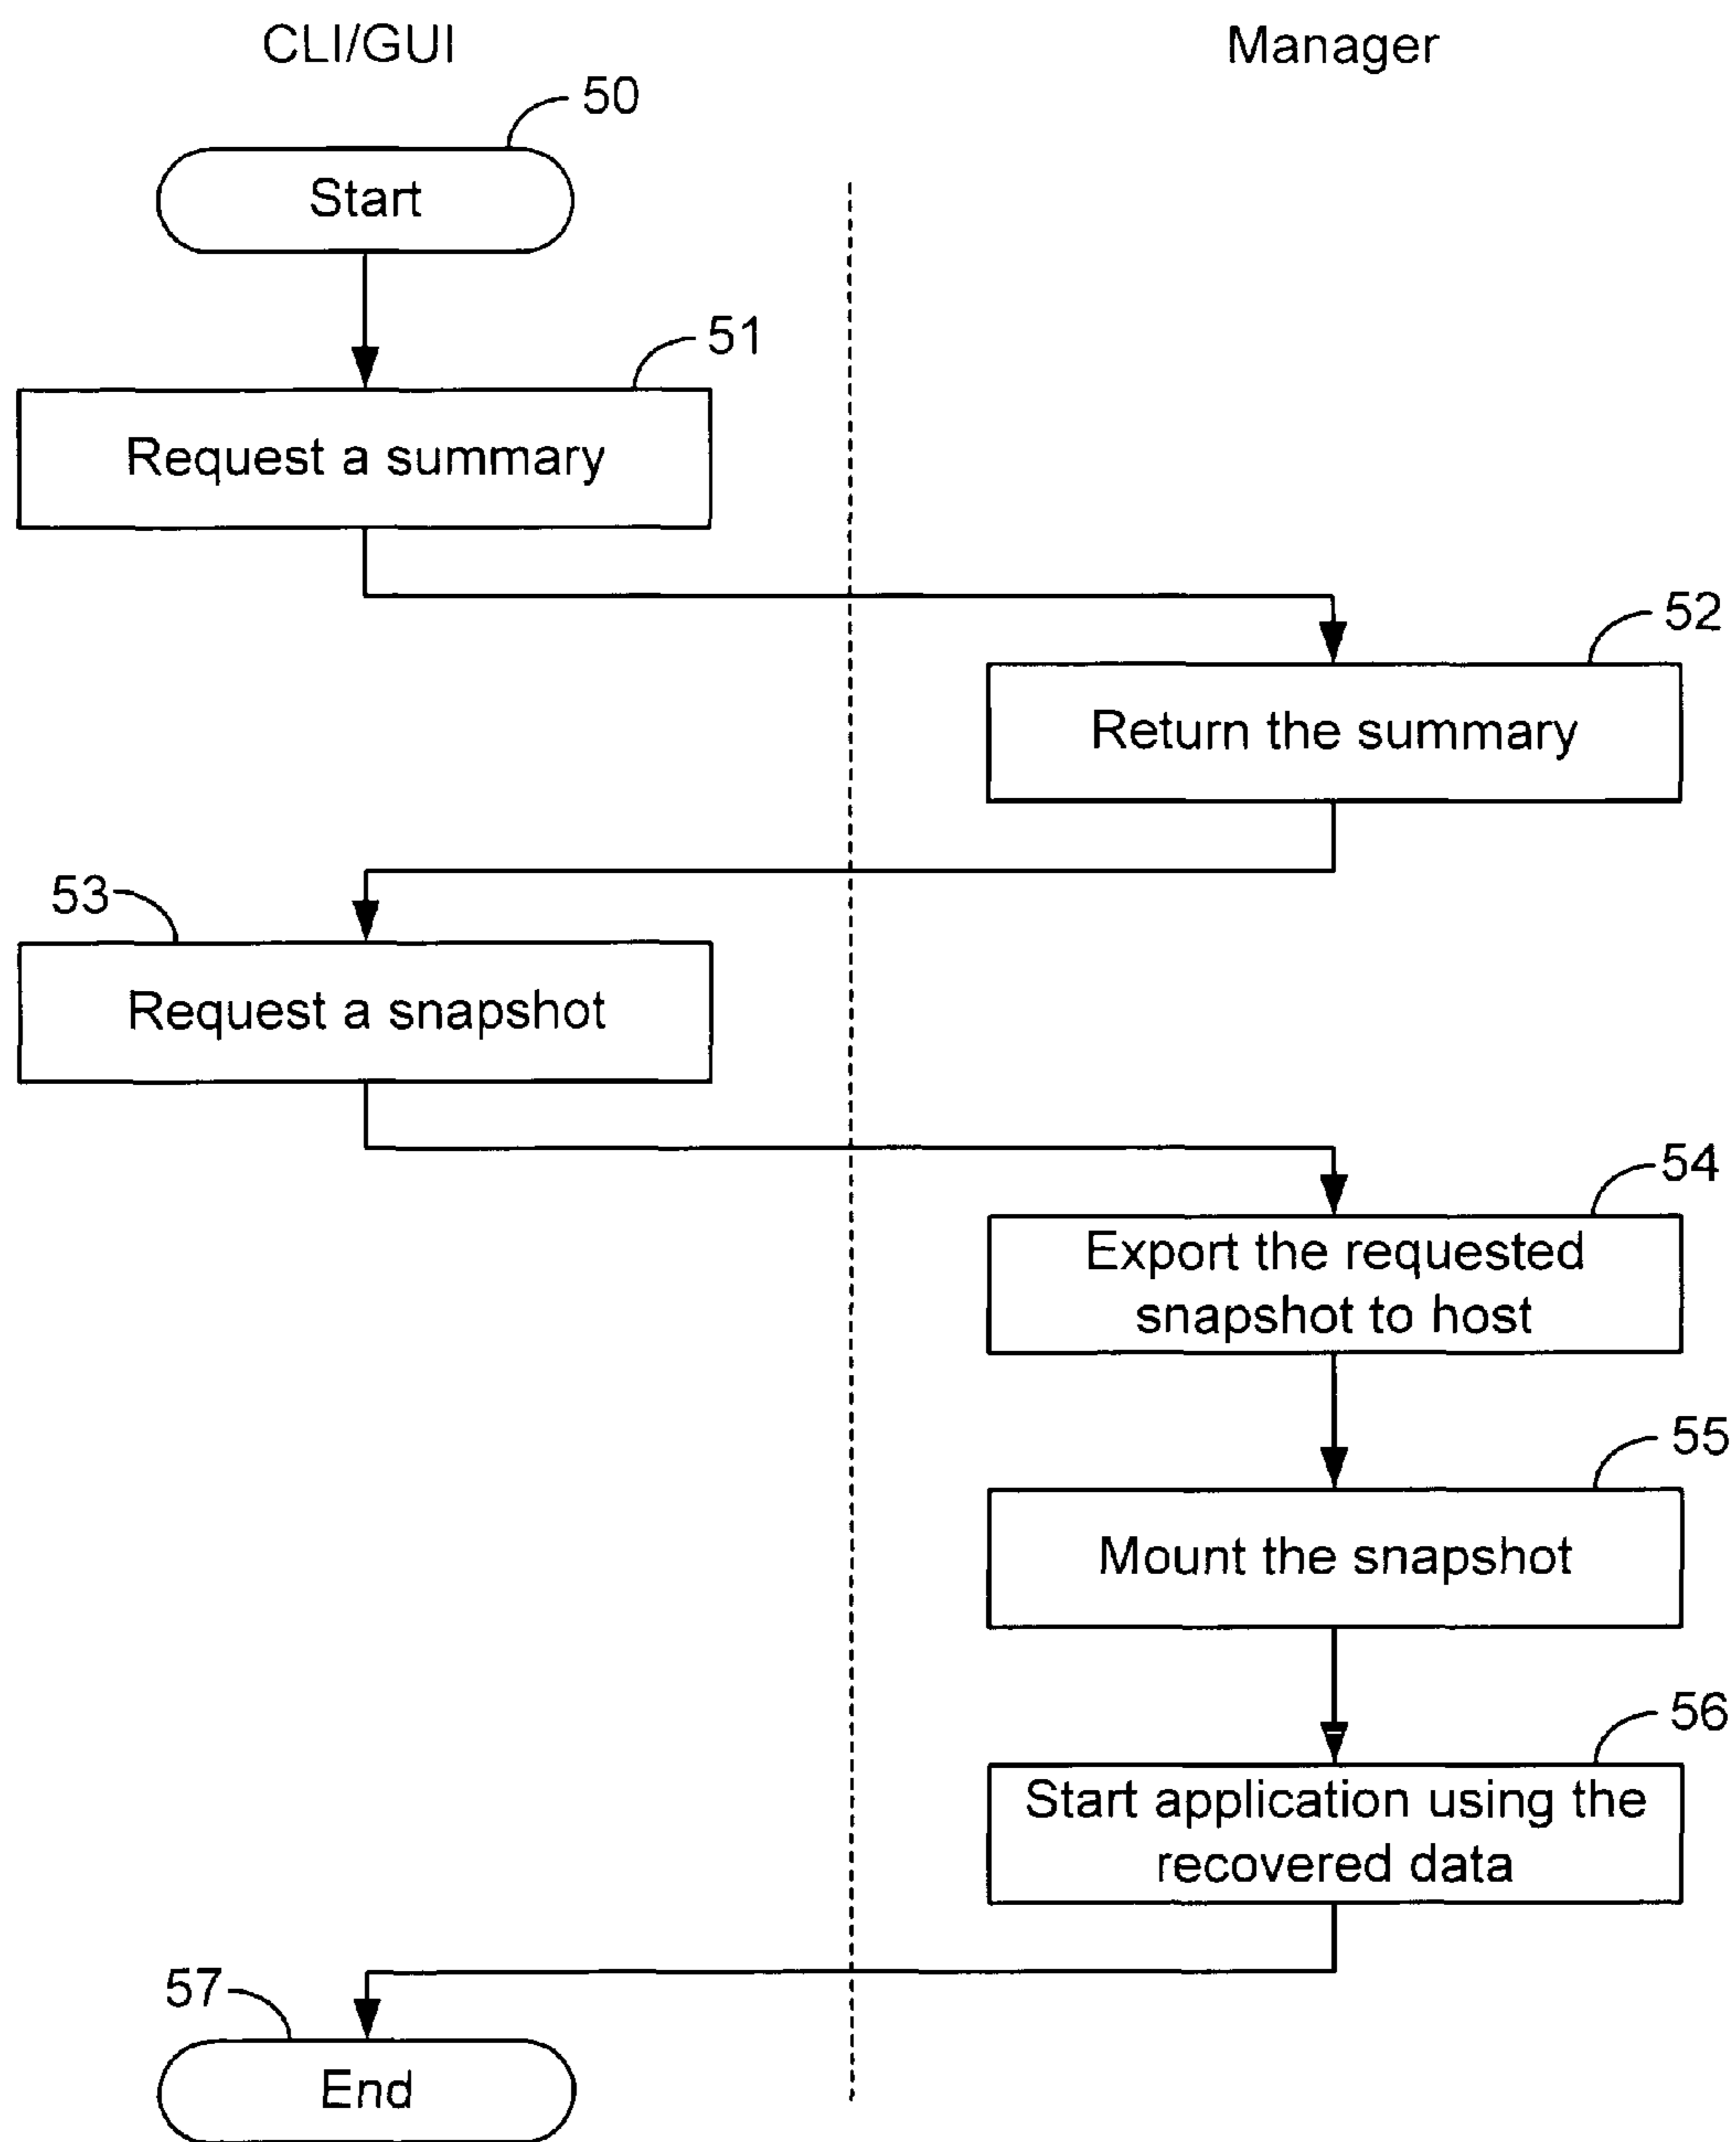 CLI/GUI
Manager
50
Start
51
Request a summary
52
Return the summary
53
Request a snapshot
54
Export the requested
snapshot to host
55
Mount the snapshot
56
Start application using the
recovered data
57
End